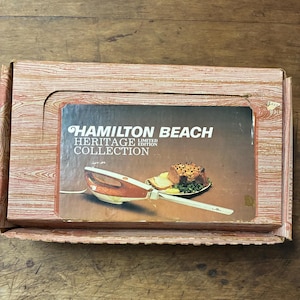 HAMILTON BEACH
HERITAGE LIMITED EDITION
COLLECTION